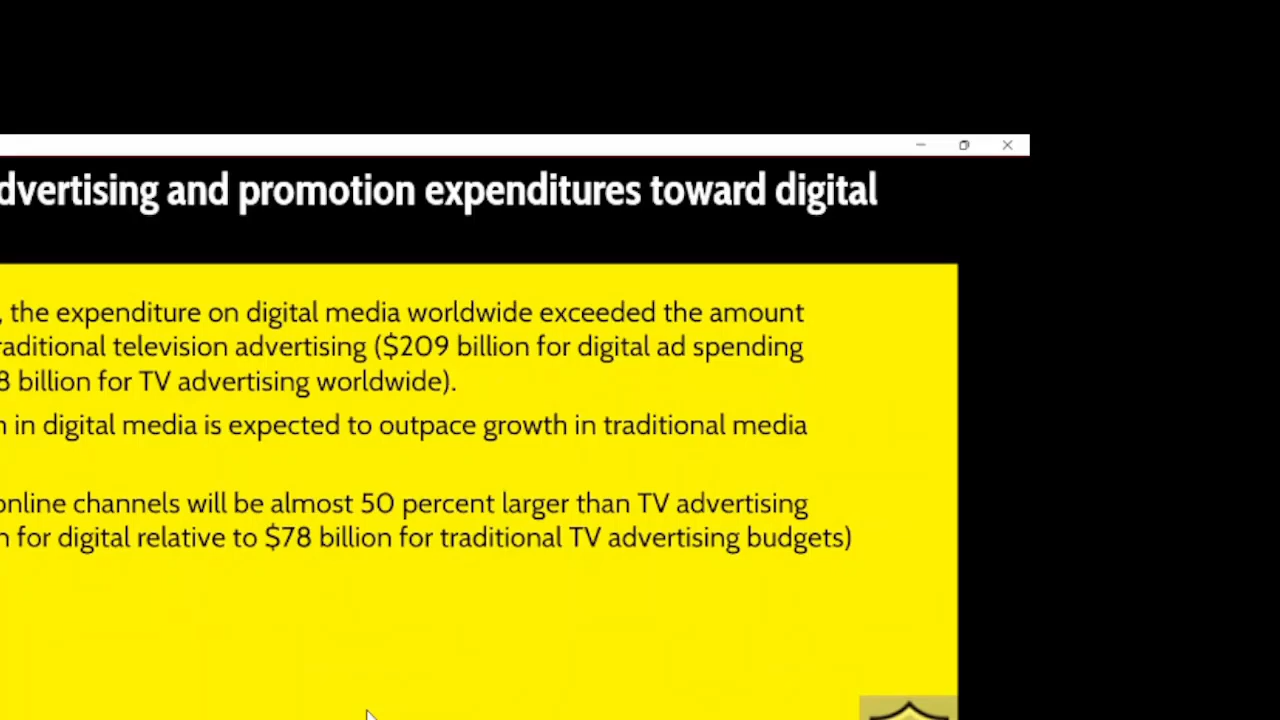 dvertising and promotion expenditures toward digital
, the expenditure on digital media worldwide exceeded the amount
raditional television advertising ($209 billion for digital ad spending
8 billion for TV advertising worldwide).
in digital media is expected to outpace growth in traditional media
online channels will be almost 50 percent larger than TV advertising
for digital relative to $78 billion for traditional TV advertising budgets)